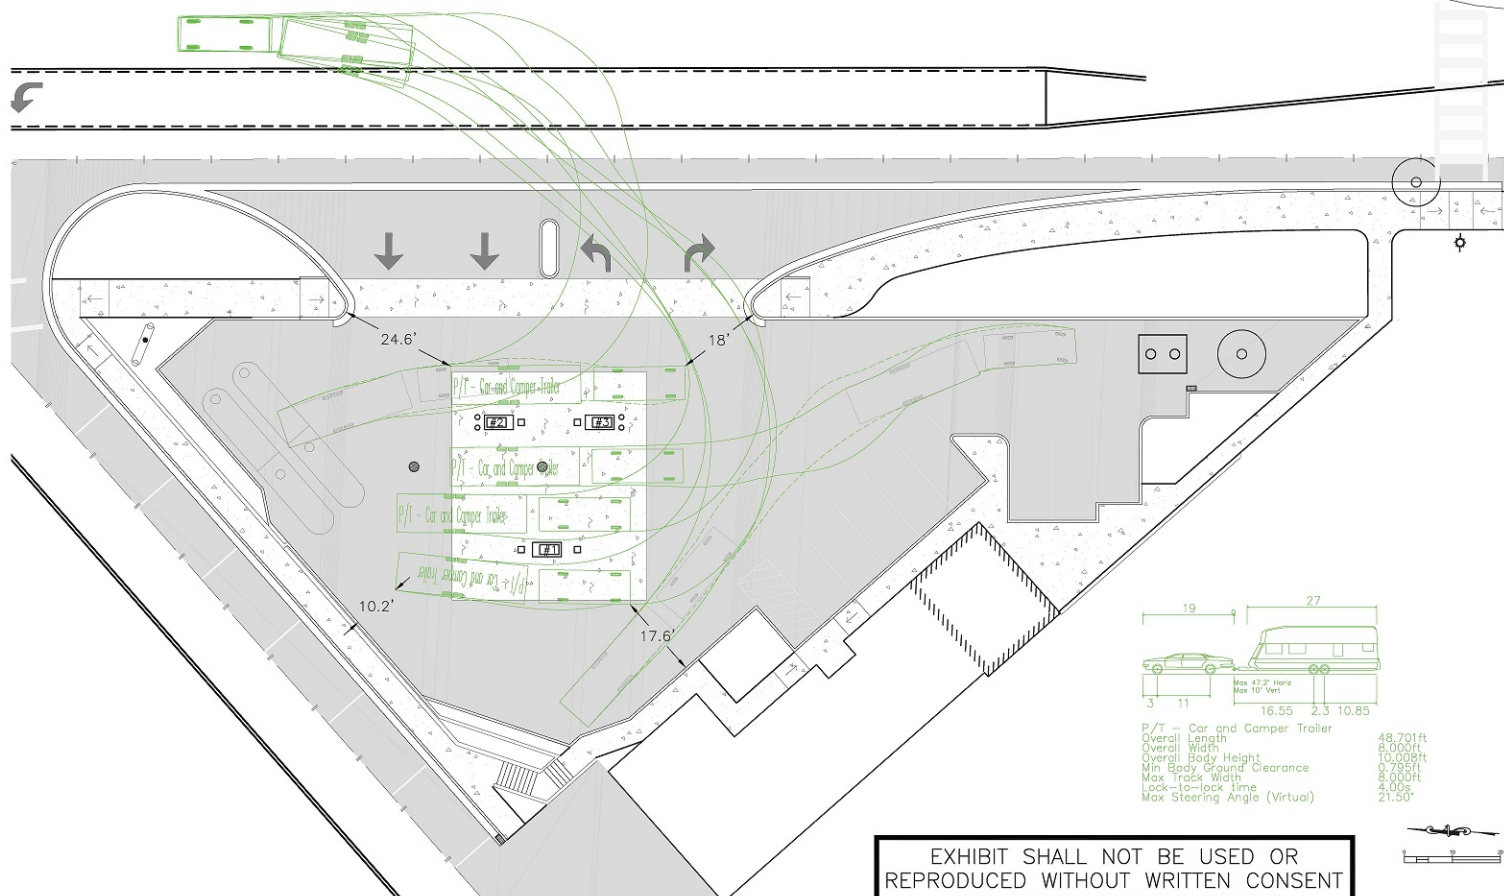 24.6'
18'
P/T - Car and Camper Trailer
#2
#3
P/T - Car and Camper Trailer
P/T - Car and Camper Trailer
#1
P/T - Car and Camper Trailer
10.2'
17.6'
19
27
Max 47.2° Horiz
Max 10° Vert
3
11
16.55
2.3
10.85
P/T - Car and Camper Trailer
Overall Length 48.701ft
Overall Width 8.000ft
Overall Body Height 10.008ft
Min Body Ground Clearance 0.795ft
Max Track Width 8.000ft
Lock-to-lock time 4.00s
Max Steering Angle (Virtual) 21.50°
EXHIBIT SHALL NOT BE USED OR
REPRODUCED WITHOUT WRITTEN CONSENT